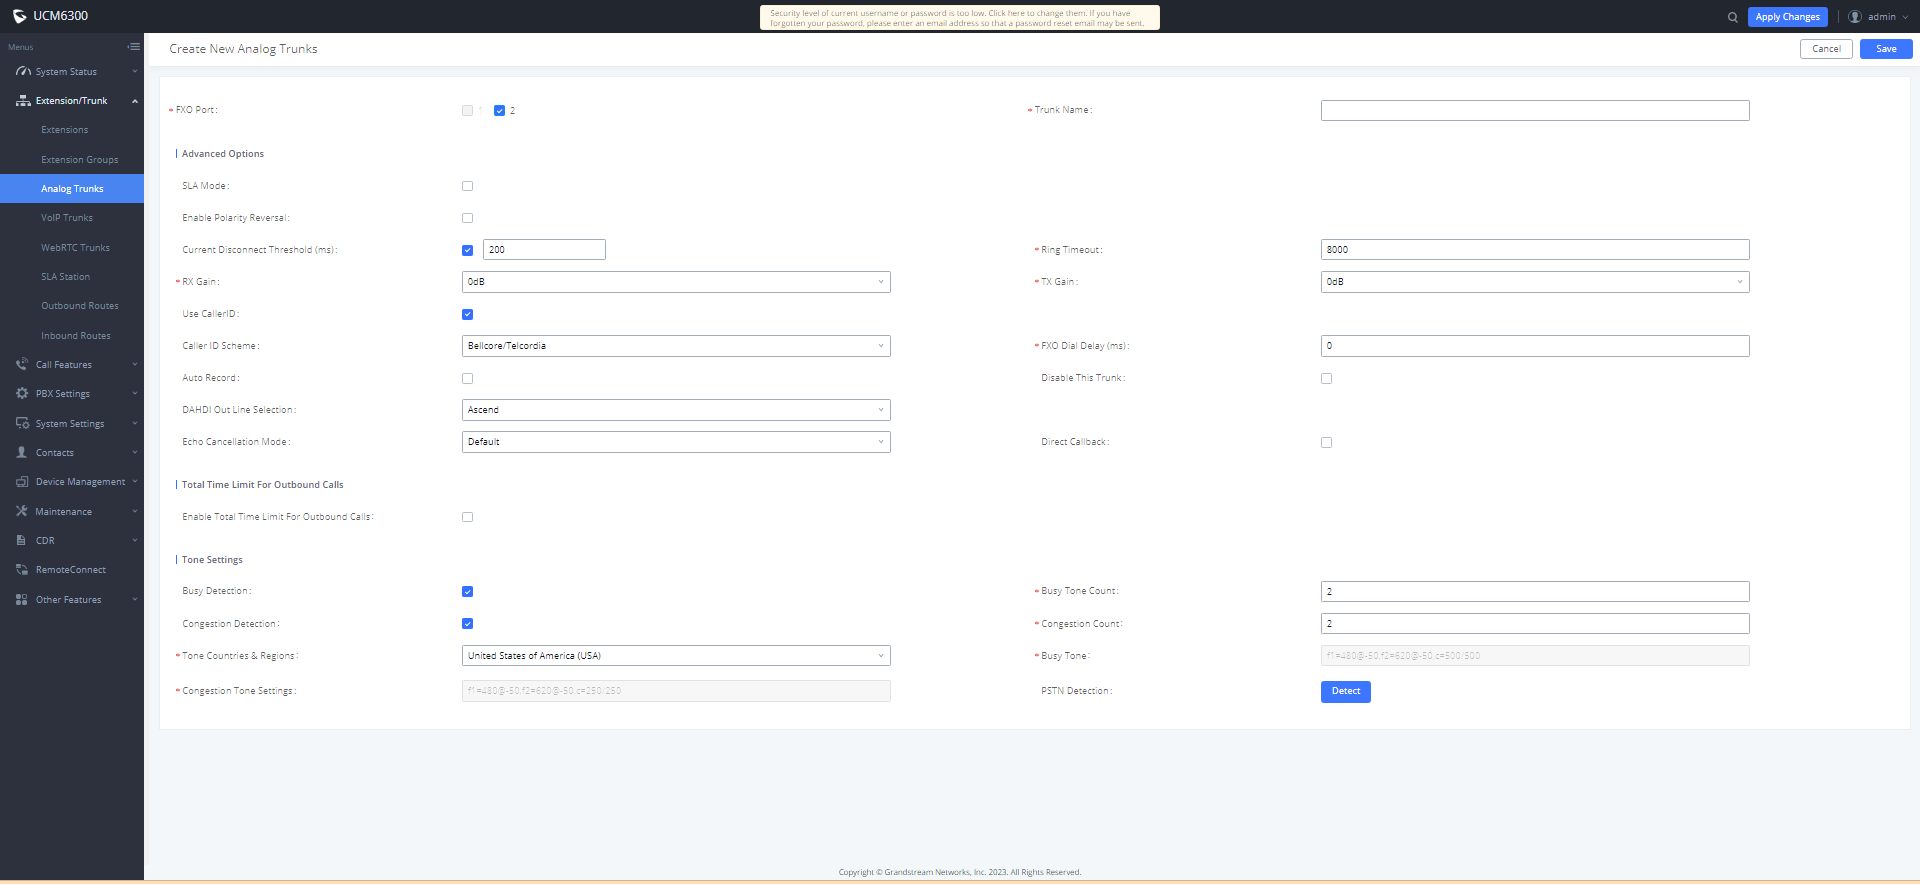 UCM6300
Security level of current username or password is too low. Click here to change them. If you have
forgotten your password, please enter an email address so that a password reset email may be sent.
Apply Changes
admin
Menus
System Status
Extension/Trunk
Extensions
Extension Groups
Analog Trunks
VoIP Trunks
WebRTC Trunks
SLA Station
Outbound Routes
Inbound Routes
Call Features
PBX Settings
System Settings
Contacts
Device Management
Maintenance
CDR
RemoteConnect
Other Features
Create New Analog Trunks
Cancel
Save
* FXO Port: 1 2
* Trunk Name:
Advanced Options
SLA Mode:
Enable Polarity Reversal:
Current Disconnect Threshold (ms): 200
* Ring Timeout: 8000
* RX Gain: 0dB
* TX Gain: 0dB
Use CallerID:
Caller ID Scheme: Bellcore/Telcordia
* FXO Dial Delay (ms): 0
Auto Record:
Disable This Trunk:
DAHDI Out Line Selection: Ascend
Echo Cancellation Mode: Default
Direct Callback:
Total Time Limit For Outbound Calls
Enable Total Time Limit For Outbound Calls:
Tone Settings
Busy Detection:
* Busy Tone Count: 2
Congestion Detection:
* Congestion Count: 2
* Tone Countries & Regions: United States of America (USA)
* Busy Tone: f1=480@-50,f2=620@-50,c=500/500
* Congestion Tone Settings: f1=480@-50,f2=620@-50,c=250/250
PSTN Detection: Detect
Copyright © Grandstream Networks, Inc. 2023. All Rights Reserved.